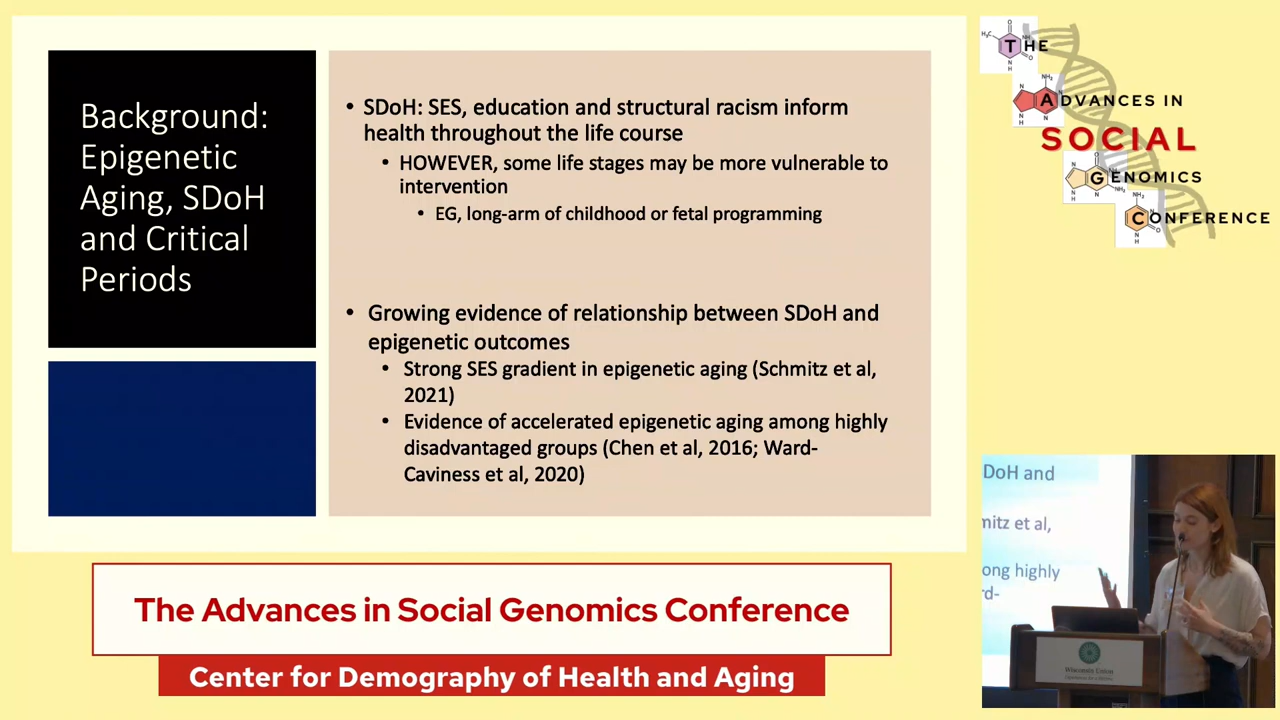 Background:
Epigenetic
Aging, SDoH
and Critical
Periods
• SDoH: SES, education and structural racism inform
health throughout the life course
• HOWEVER, some life stages may be more vulnerable to
intervention
• EG, long-arm of childhood or fetal programming
• Growing evidence of relationship between SDoH and
epigenetic outcomes
• Strong SES gradient in epigenetic aging (Schmitz et al,
2021)
• Evidence of accelerated epigenetic aging among highly
disadvantaged groups (Chen et al, 2016; Ward-
Caviness et al, 2020)
THE
ADVANCES IN
SOCIAL
GENOMICS
CONFERENCE
DoH and
mitz et al,
ong highly
rd-
Wisconsin Union
The Advances in Social Genomics Conference
Center for Demography of Health and Aging